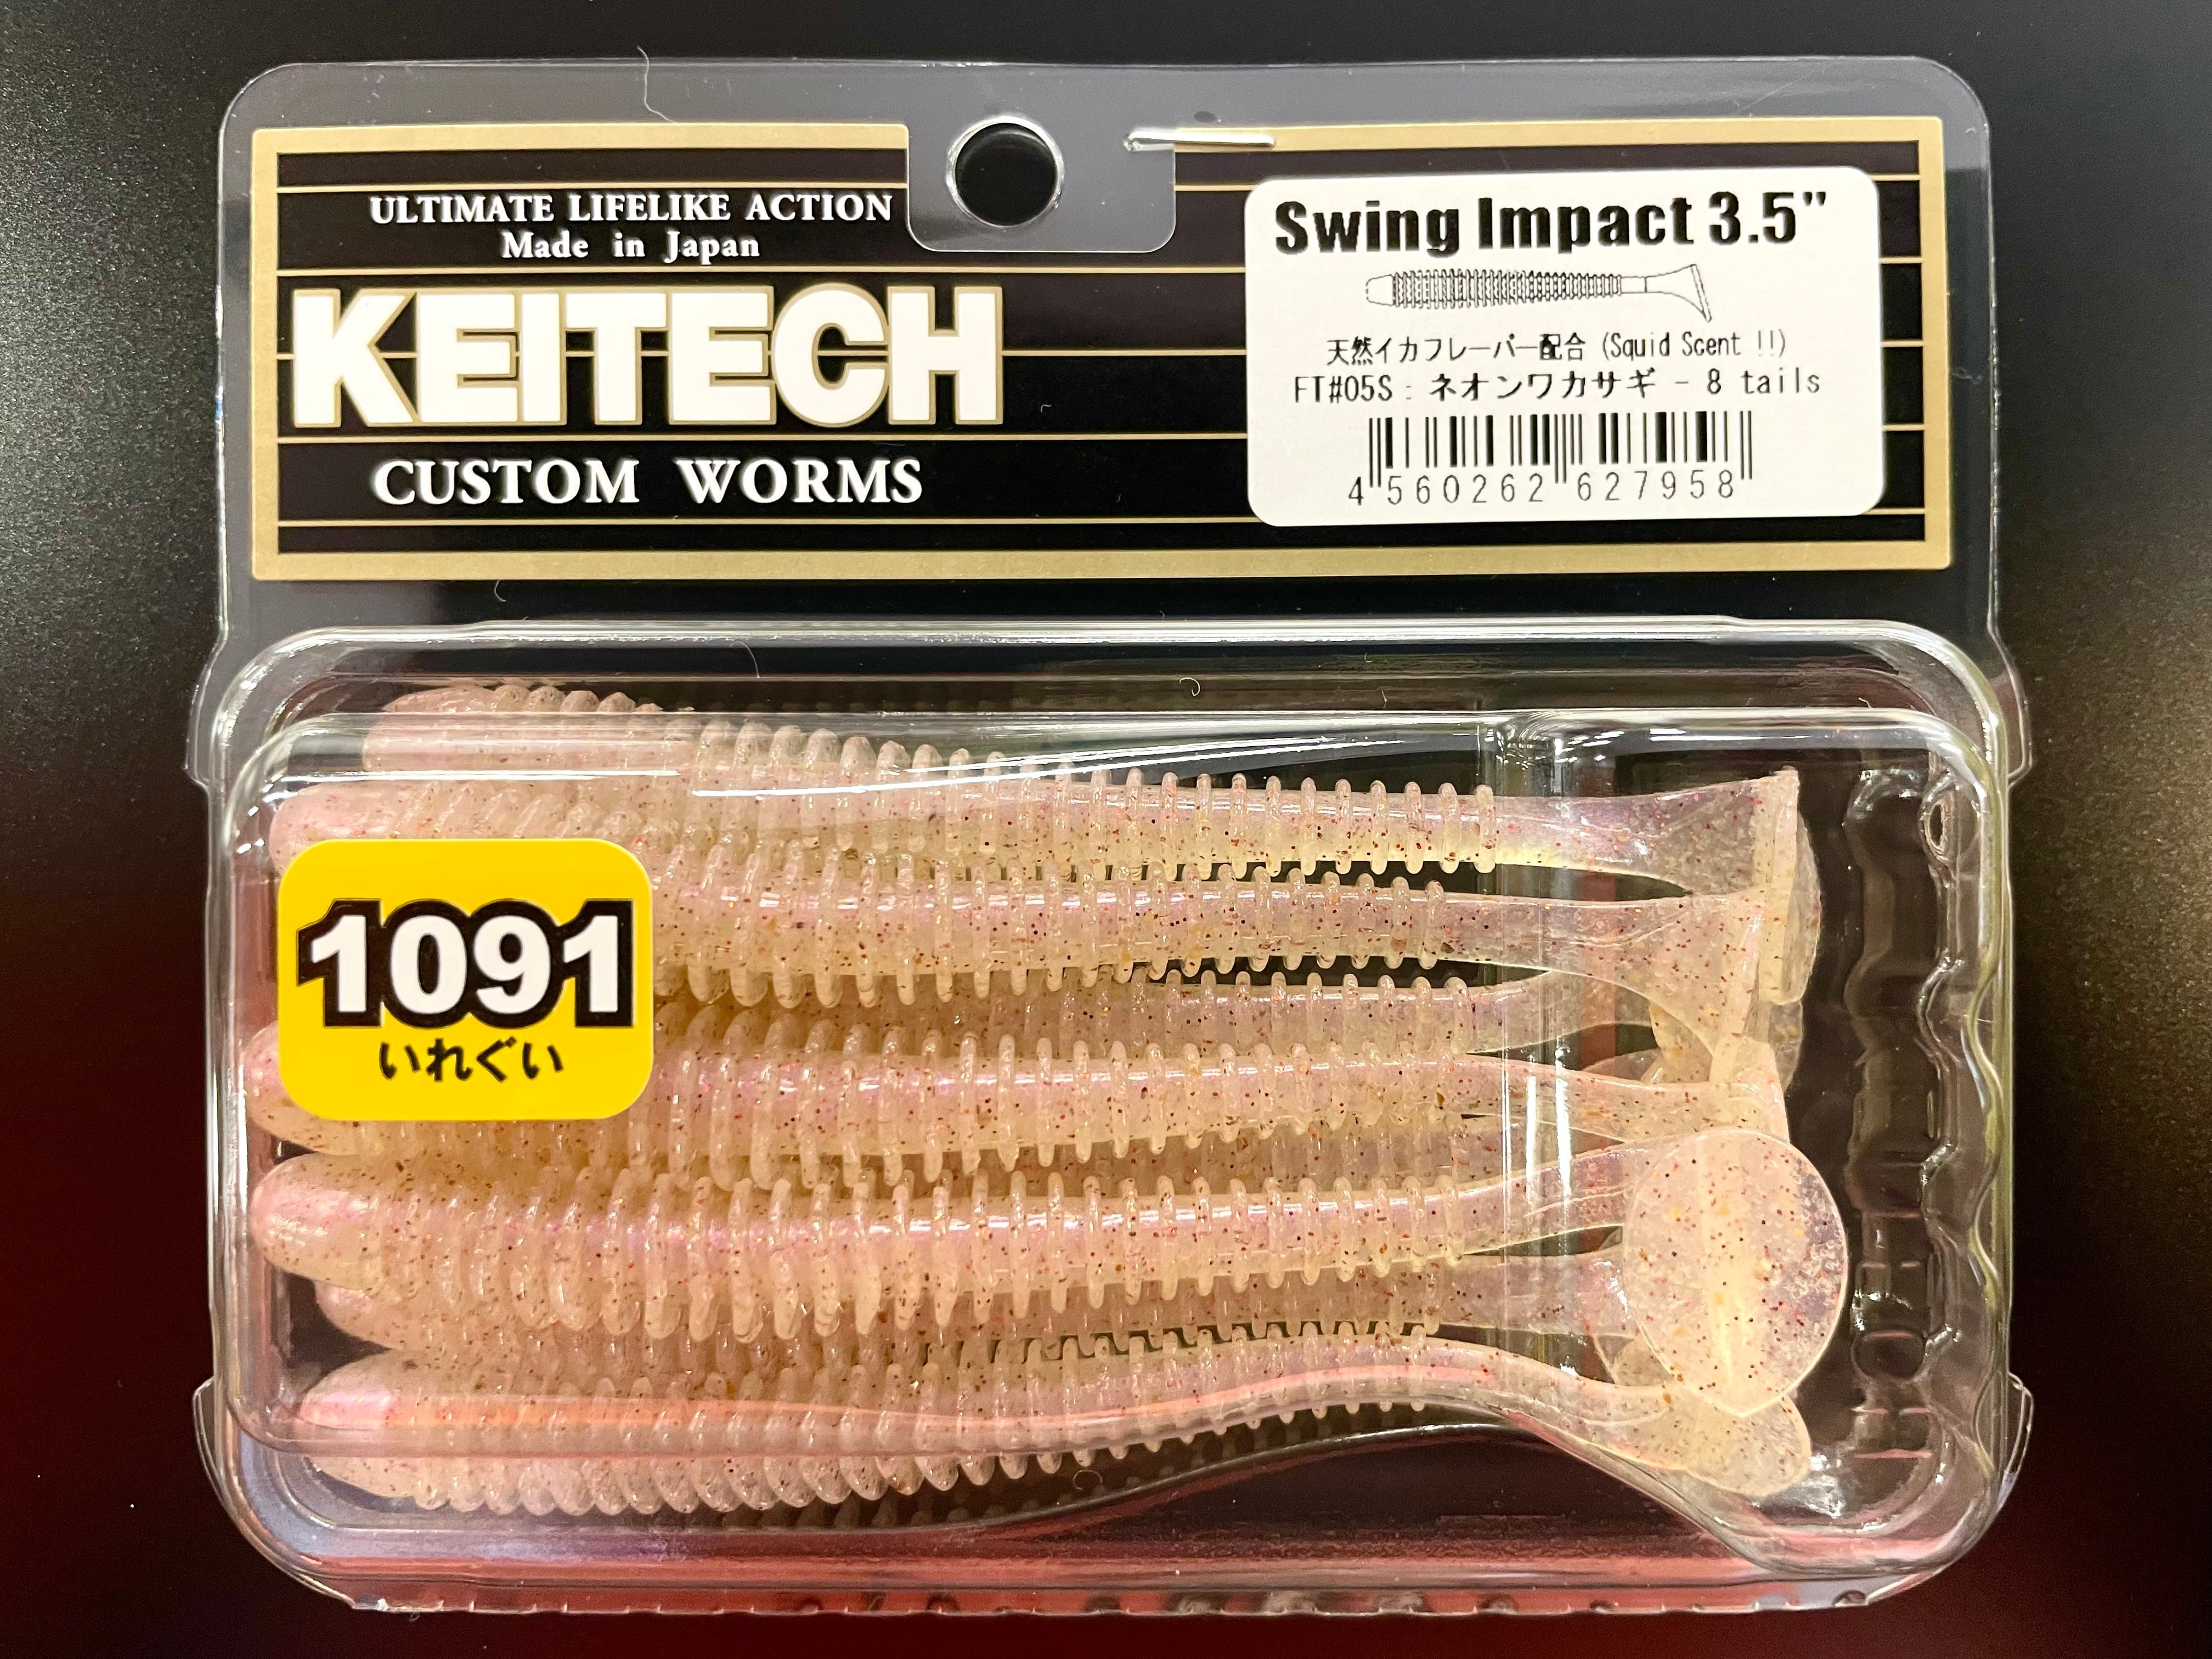 ULTIMATE LIFELIKE ACTION
Made in Japan
KEITECH
CUSTOM WORMS
Swing Impact 3.5"
天然イカフレーバー配合 (Squid Scent !!)
FT#05S : ネオンワカサギ - 8 tails
4 560262 627958
1091
いれぐい